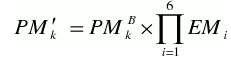 PM'_k = PM_k^B × ∏_{i=1}^{6} EM_i